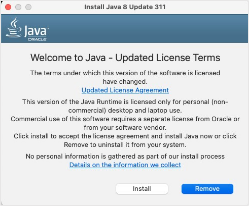 Install Java 8 Update 311
Java
ORACLE
Welcome to Java - Updated License Terms
The terms under which this version of the software is licensed
have changed.
Updated License Agreement
This version of the Java Runtime is licensed only for personal (non-
commercial) desktop and laptop use.
Commercial use of this software requires a separate license from Oracle or
from your software vendor.
Click install to accept the license agreement and install Java now or click
Remove to uninstall it from your system.
No personal information is gathered as part of our install process
Details on the information we collect
Install
Remove